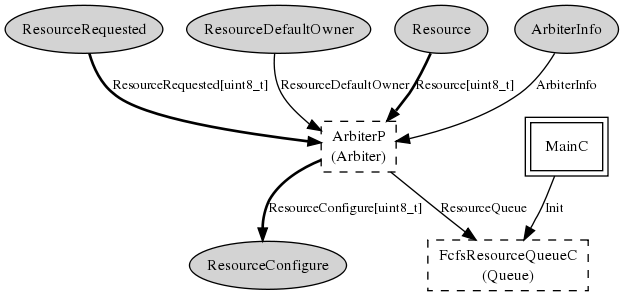 ResourceRequested
ResourceDefaultOwner
Resource
ArbiterInfo
ResourceRequested[uint8_t]
ResourceDefaultOwner
Resource[uint8_t]
ArbiterInfo
ArbiterP
(Arbiter)
MainC
ResourceConfigure[uint8_t]
ResourceQueue
Init
ResourceConfigure
FcfsResourceQueueC
(Queue)